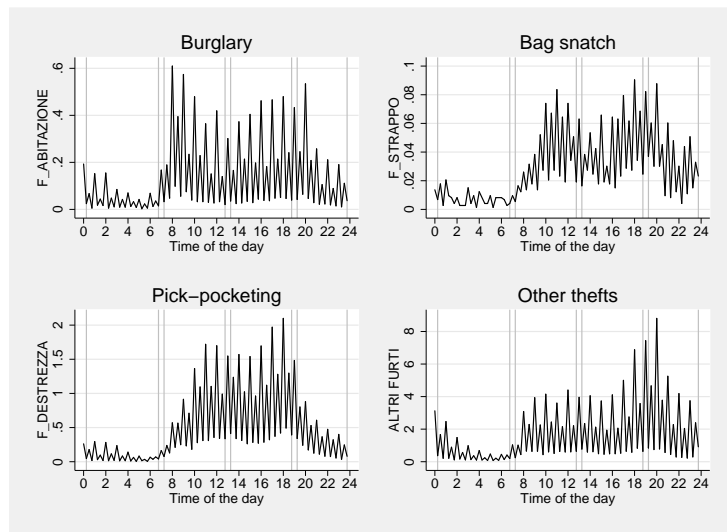 Burglary
F_ABITAZIONE
0 .2 .4 .6
0 2 4 6 8 10 12 14 16 18 20 22 24
Time of the day
Bag snatch
F_STRAPPO
0 .02 .04 .06 .08 .1
0 2 4 6 8 10 12 14 16 18 20 22 24
Time of the day
Pick−pocketing
F_DESTREZZA
0 .5 1 1.5 2
0 2 4 6 8 10 12 14 16 18 20 22 24
Time of the day
Other thefts
ALTRI FURTI
0 2 4 6 8
0 2 4 6 8 10 12 14 16 18 20 22 24
Time of the day